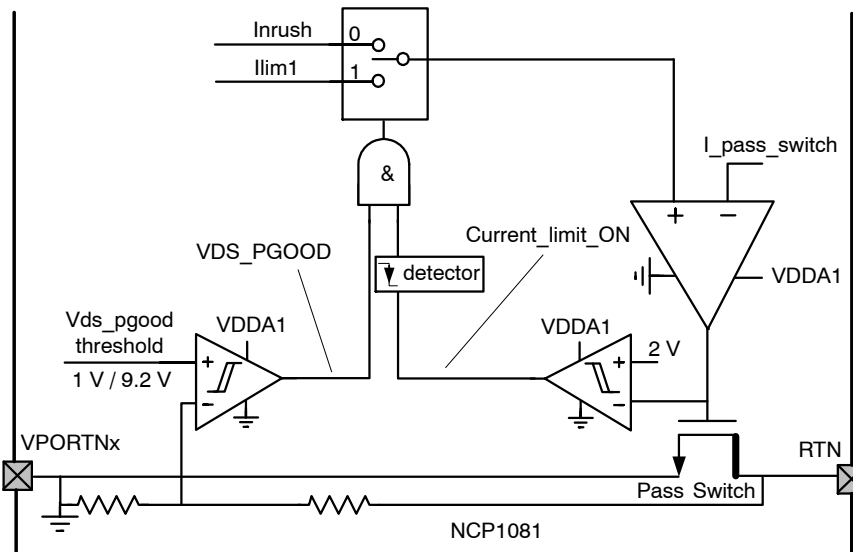 Inrush
0
Ilim1
1
I_pass_switch
&
+ −
Current_limit_ON
VDS_PGOOD
detector
VDDA1
Vds_pgood
threshold
VDDA1
VDDA1
2 V
1 V / 9.2 V
+
−
+
−
VPORTNx
RTN
Pass Switch
NCP1081